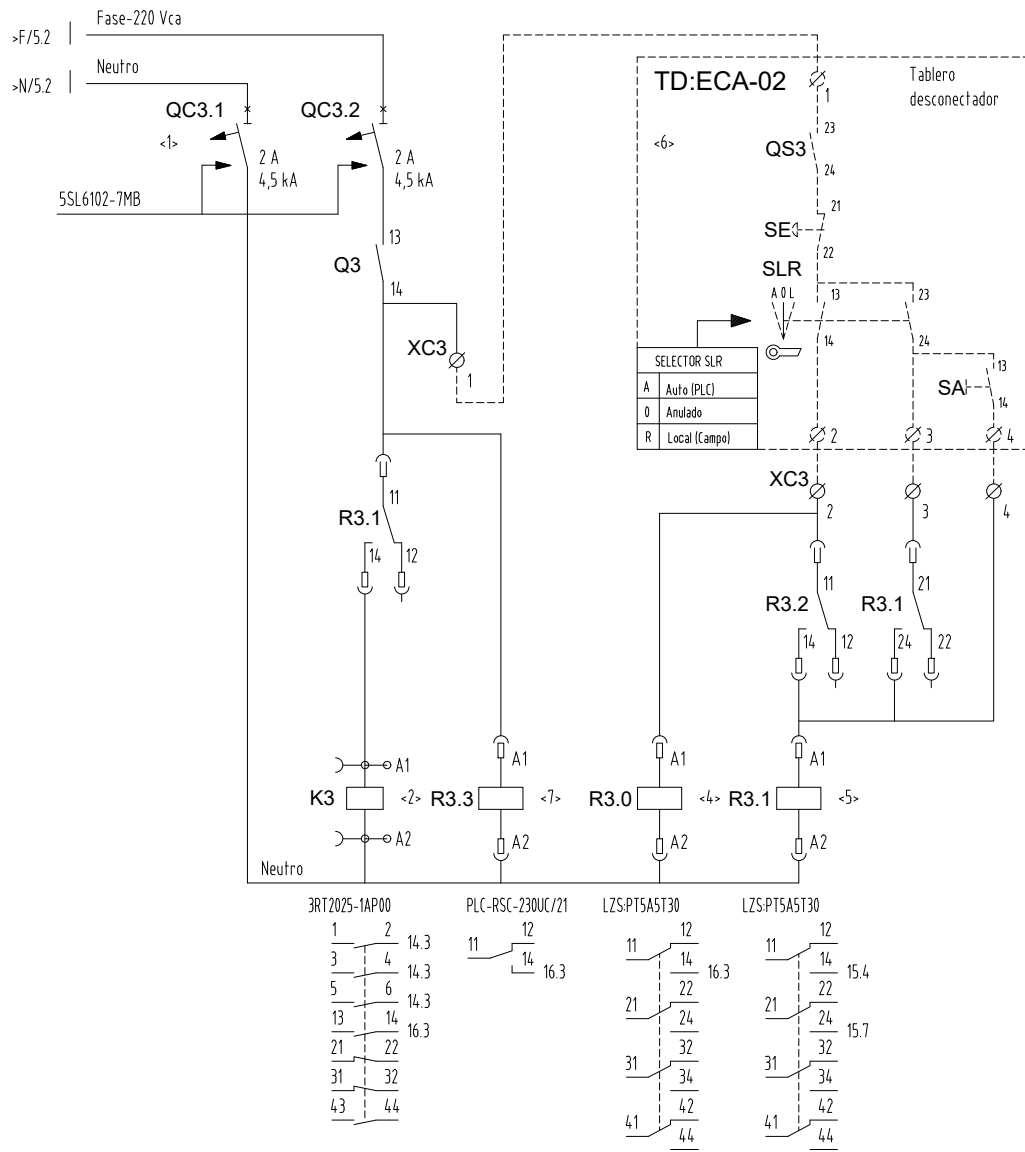 Fase-220 Vca
>F/5.2
Neutro
>N/5.2
QC3.1
QC3.2
<1>
2 A
4,5 kA
2 A
4,5 kA
5SL6102-7MB
TD:ECA-02
Tablero
desconectador
1
<6>
23
QS3
24
21
SE
22
SLR
A O L
13
23
14
24
13
SA
14
SELECTOR SLR
A Auto (PLC)
0 Anulado
R Local (Campo)
2
3
4
13
Q3
14
XC3
1
XC3
2
3
4
11
R3.1
14
12
11
R3.2
14
12
21
R3.1
24
22
A1
K3
<2>
A2
A1
R3.3
<7>
A2
A1
R3.0
<4>
A2
A1
R3.1
<5>
A2
Neutro
3RT2025-1AP00
1 2 14.3
3 4 14.3
5 6 14.3
13 14 16.3
21 22
31 32
43 44
PLC-RSC-230UC/21
11 12
14 16.3
LZS:PT5A5T30
11 12
14 16.3
21 22
24
31 32
34
41 42
44
LZS:PT5A5T30
11 12
14 15.4
21 22
24 15.7
31 32
34
41 42
44